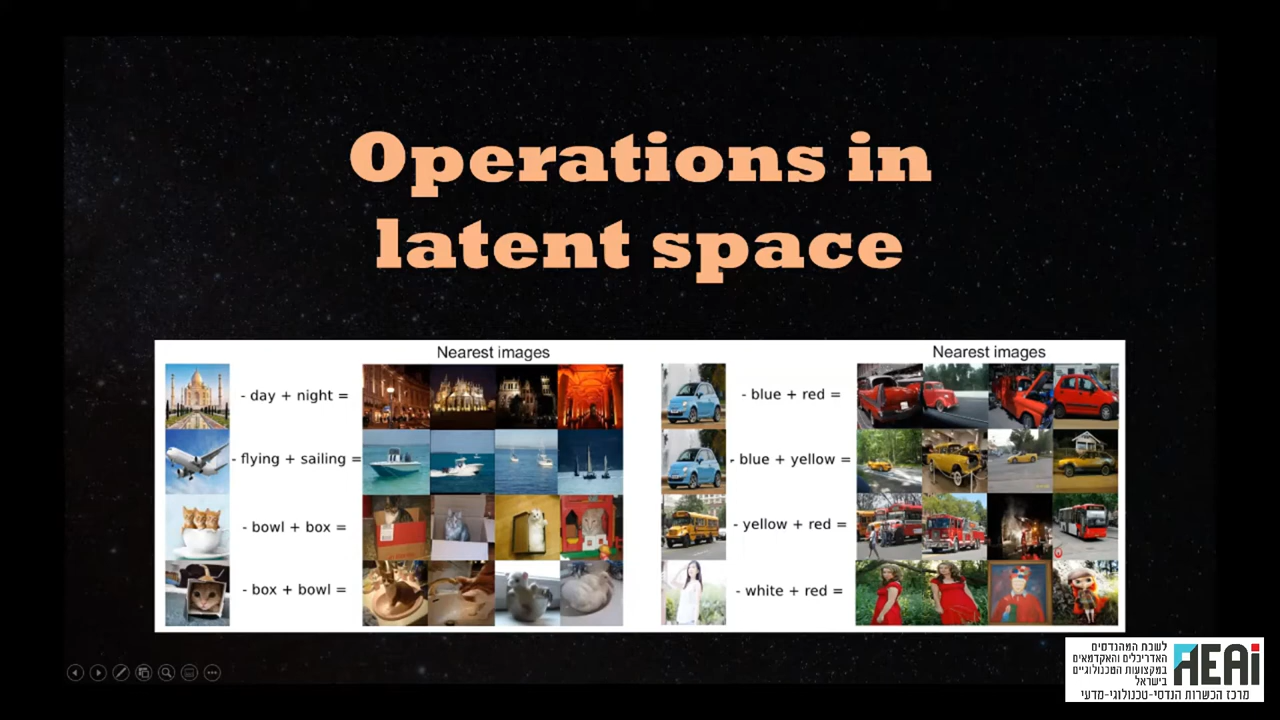 Operations in
latent space
Nearest images
- day + night =
- flying + sailing =
- bowl + box =
- box + bowl =
Nearest images
- blue + red =
- blue + yellow =
- yellow + red =
- white + red =
לשכת המהנדסים
האדריכלים והאקדמאים
במקצועות הטכנולוגיים
בישראל
AEAi
מרכז הכשרות הנדסי-טכנולוגי-מדעי